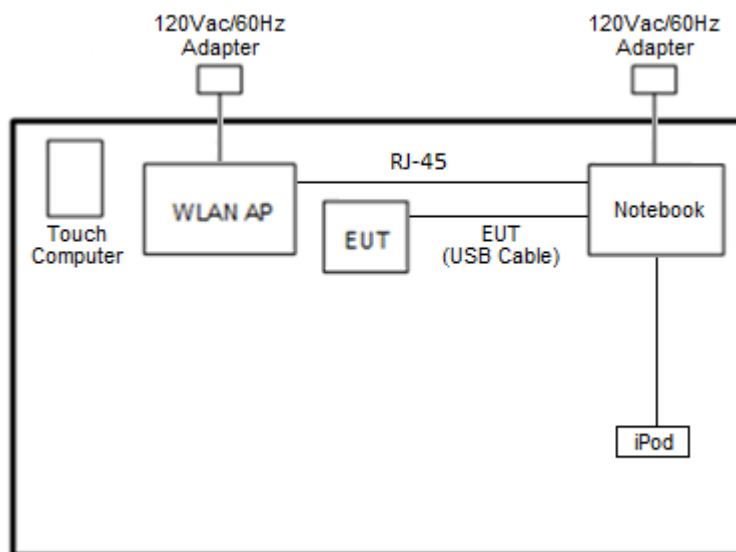 120Vac/60Hz
Adapter
120Vac/60Hz
Adapter
RJ-45
WLAN AP
Notebook
EUT
EUT
(USB Cable)
Touch
Computer
iPod